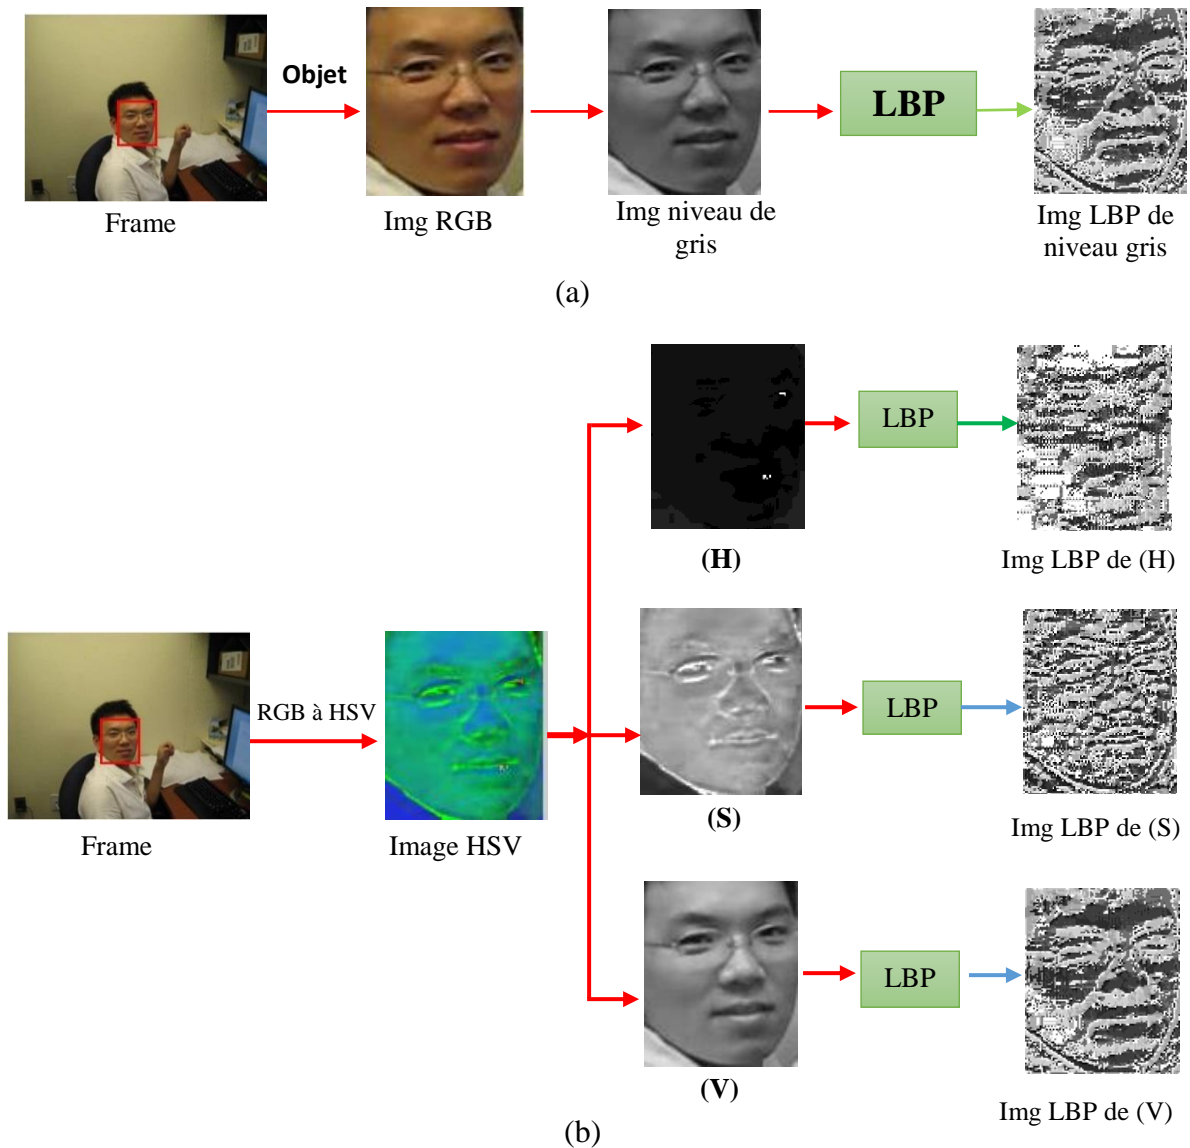 Objet
LBP
Frame
Img RGB
Img niveau de
gris
Img LBP de
niveau gris
(a)
LBP
(H)
Img LBP de (H)
RGB à HSV
LBP
(S)
Img LBP de (S)
Frame
Image HSV
LBP
(V)
Img LBP de (V)
(b)